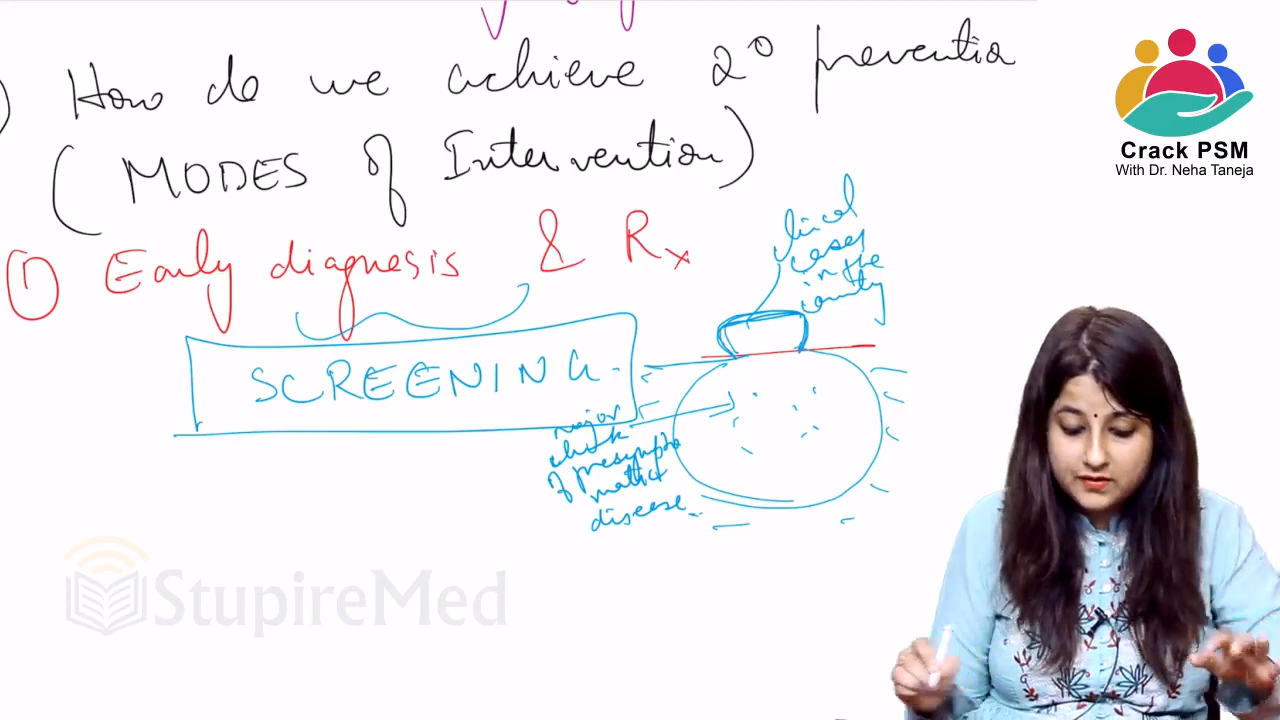 How do we achieve 2° preventio
(MODES of Intervention)
① Early diagnosis & Rx
SCREENING
clinical
cases
in the
major
chunk
of presympto
matic
disease
Crack PSM
With Dr. Neha Taneja
StupireMed